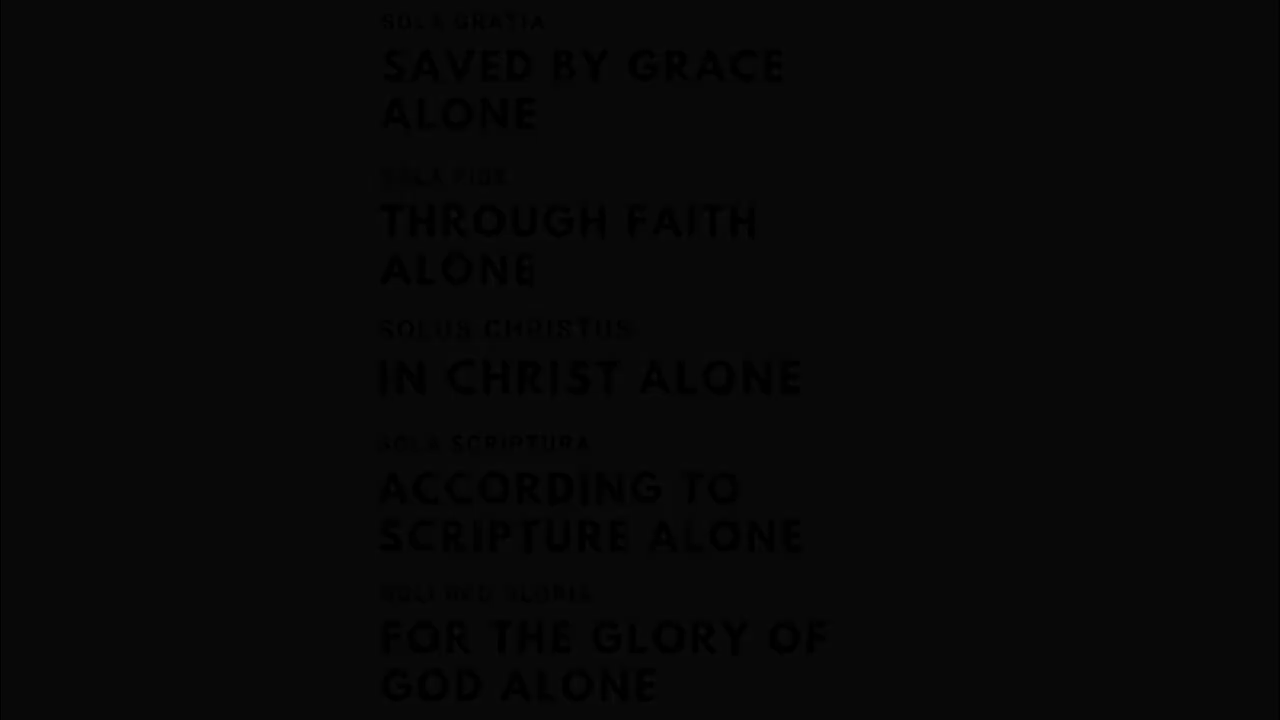 SOLA GRATIA
SAVED BY GRACE
ALONE
SOLA FIDE
THROUGH FAITH
ALONE
SOLUS CHRISTUS
IN CHRIST ALONE
SOLA SCRIPTURA
ACCORDING TO
SCRIPTURE ALONE
SOLI DEO GLORIA
FOR THE GLORY OF
GOD ALONE